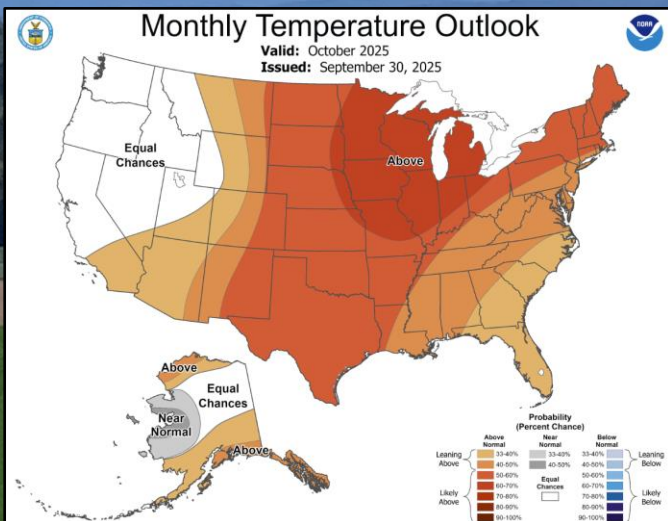 Monthly Temperature Outlook
Valid: October 2025
Issued: September 30, 2025
NOAA
Equal
Chances
Above
Above
Equal
Chances
Near
Normal
Above
Probability
(Percent Chance)
Above
Normal
Near
Normal
Below
Normal
Leaning
Above
33-40%
40-50%
33-40%
40-50%
33-40%
40-50%
Leaning
Below
Likely
Above
50-60%
60-70%
70-80%
80-90%
90-100%
Equal
Chances
50-60%
60-70%
70-80%
80-90%
90-100%
Likely
Below